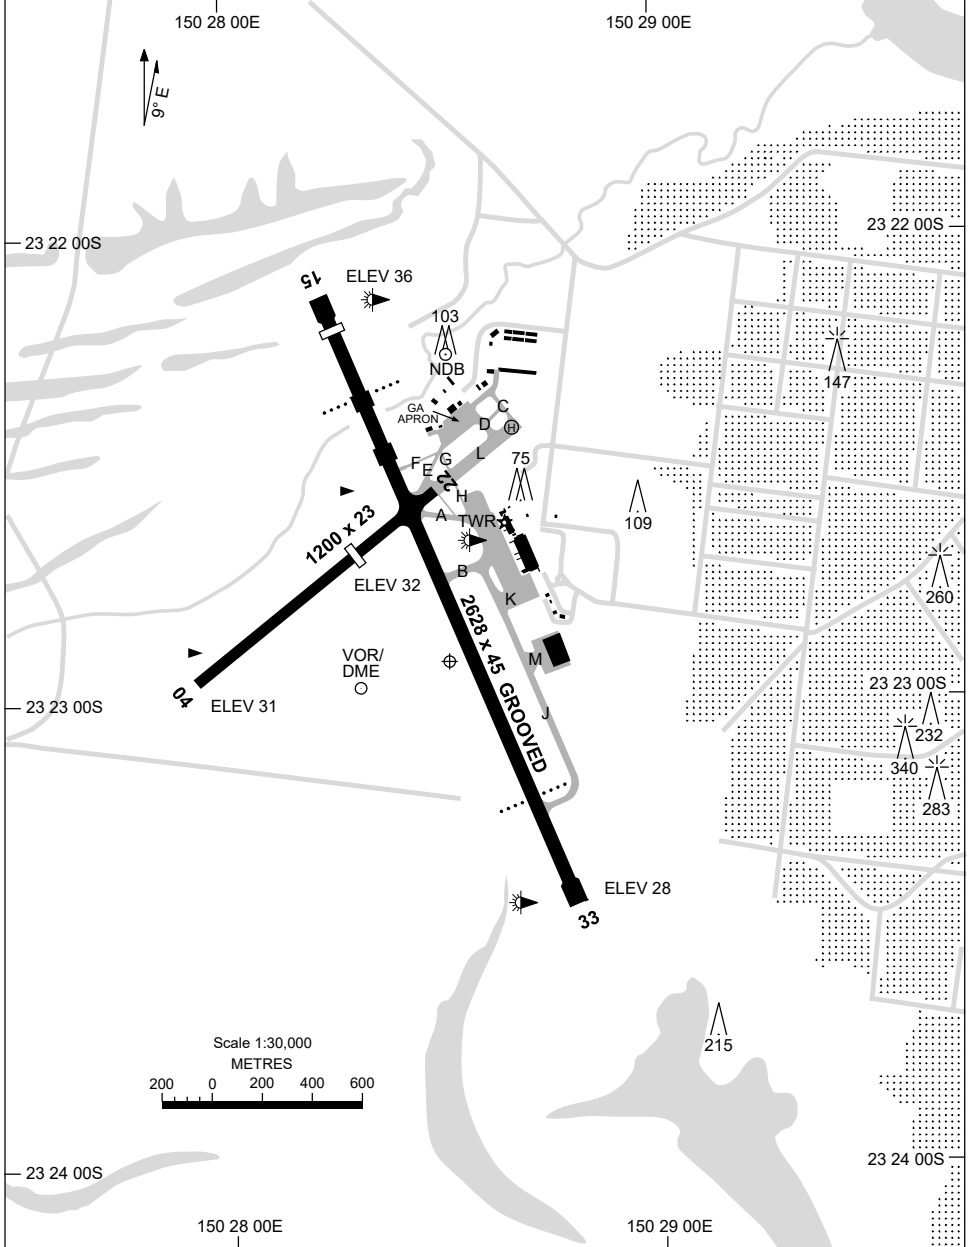 150 28 00E
150 29 00E
9° E
23 22 00S
23 22 00S
15
ELEV 36
103
NDB
147
GA
APRON
C
D
H
L
75
F
E
G
22
H
109
A
TWR
1200 x 23
260
ELEV 32
B
K
2628 x 45 GROOVED
VOR/
DME
M
23 23 00S
04
ELEV 31
23 23 00S
J
232
340
283
ELEV 28
33
215
Scale 1:30,000
METRES
200 0 200 400 600
23 24 00S
23 24 00S
150 28 00E
150 29 00E